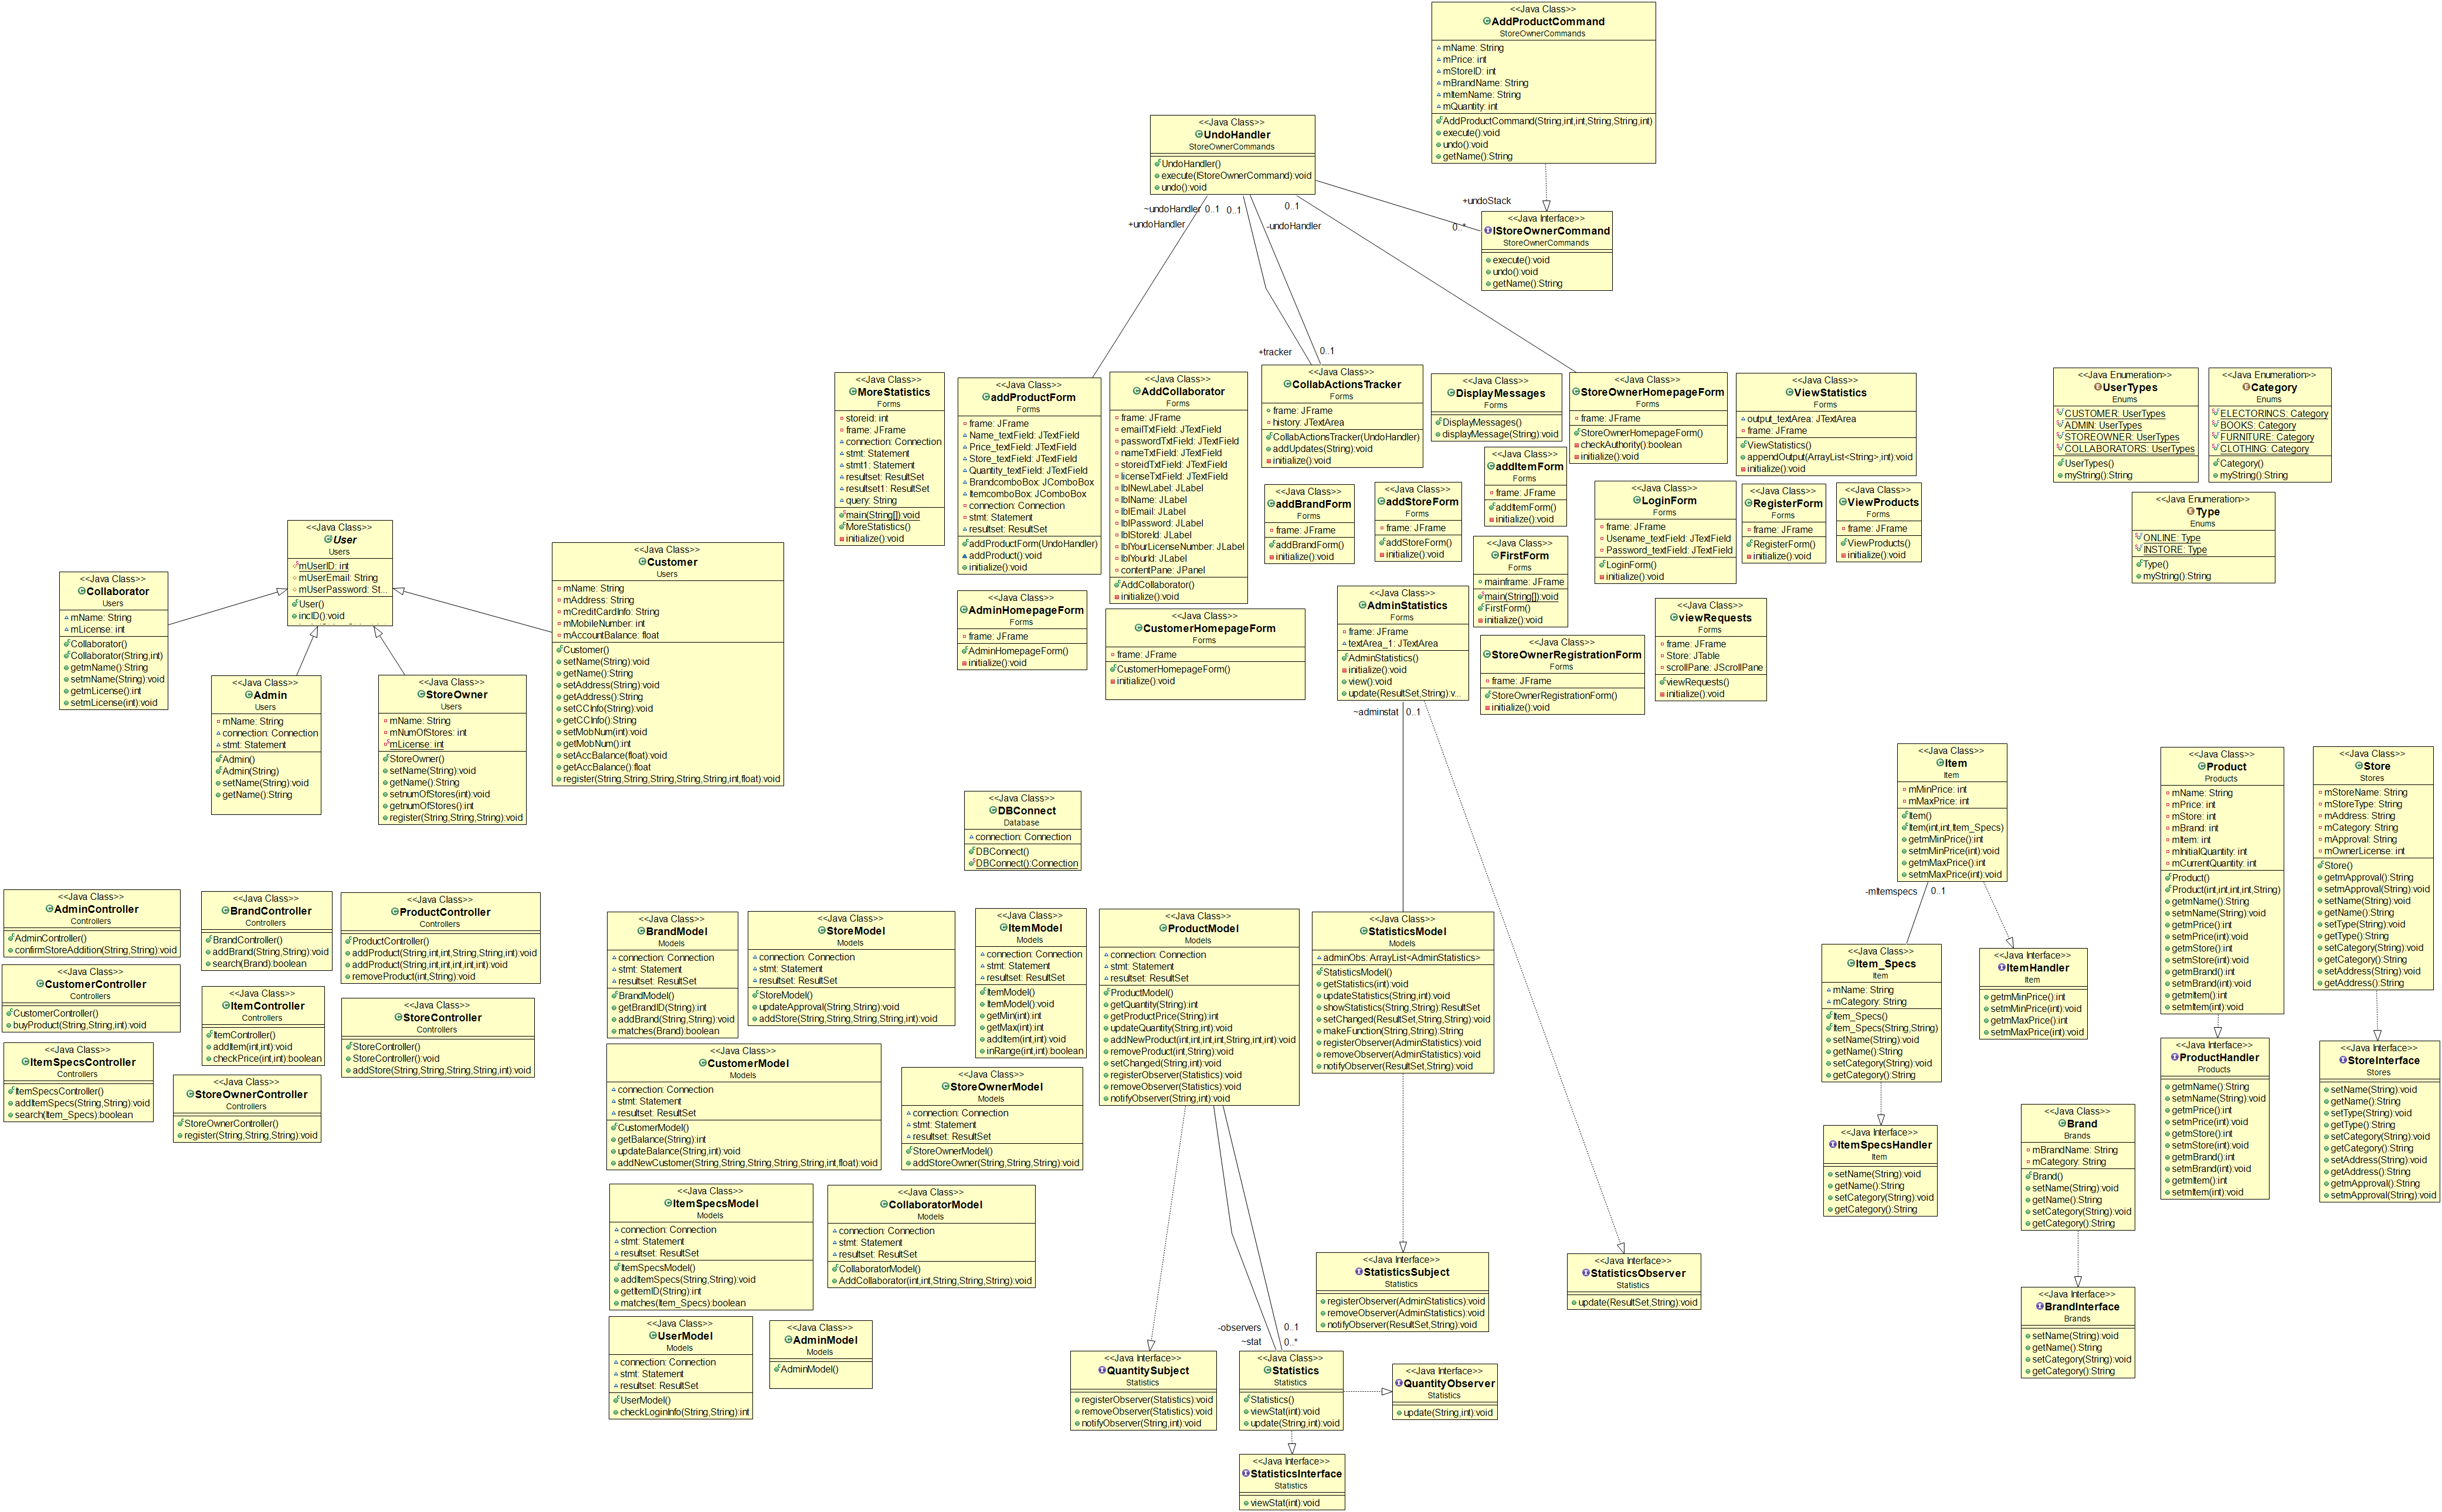 <<Java Class>>
AddProductCommand
StoreOwnerCommands
mName: String
mPrice: int
mStoreID: int
mBrandName: String
mItemName: String
mQuantity: int
AddProductCommand(String,int,int,String,String,int)
execute():void
undo():void
getName():String
<<Java Class>>
UndoHandler
StoreOwnerCommands
UndoHandler()
execute(IStoreOwnerCommand):void
undo():void
~undoHandler
0..1
0..1
0..1
+undoHandler
-undoHandler
+undoStack
0..*
<<Java Interface>>
IStoreOwnerCommand
StoreOwnerCommands
execute():void
undo():void
getName():String
+tracker
0..1
<<Java Class>>
MoreStatistics
Forms
storeid: int
frame: JFrame
connection: Connection
stmt: Statement
stmt1: Statement
resultset: ResultSet
resultset1: ResultSet
query: String
main(String[]):void
MoreStatistics()
initialize():void
<<Java Class>>
addProductForm
Forms
frame: JFrame
Name_textField: JTextField
Price_textField: JTextField
Store_textField: JTextField
Quantity_textField: JTextField
BrandcomboBox: JComboBox
ItemcomboBox: JComboBox
connection: Connection
stmt: Statement
resultset: ResultSet
addProductForm(UndoHandler)
addProduct():void
initialize():void
<<Java Class>>
AddCollaborator
Forms
frame: JFrame
emailTxtField: JTextField
passwordTxtField: JTextField
nameTxtField: JTextField
storeidTxtField: JTextField
licenseTxtField: JTextField
lblNewLabel: JLabel
lblName: JLabel
lblEmail: JLabel
lblPassword: JLabel
lblStoreId: JLabel
lblYourLicenseNumber: JLabel
lblYourId: JLabel
contentPane: JPanel
AddCollaborator()
initialize():void
<<Java Class>>
CollabActionsTracker
Forms
frame: JFrame
history: JTextArea
CollabActionsTracker(UndoHandler)
addUpdates(String):void
initialize():void
<<Java Class>>
DisplayMessages
Forms
DisplayMessages()
displayMessage(String):void
<<Java Class>>
StoreOwnerHomepageForm
Forms
frame: JFrame
StoreOwnerHomepageForm()
checkAuthority():boolean
initialize():void
<<Java Class>>
ViewStatistics
Forms
output_textArea: JTextArea
frame: JFrame
ViewStatistics()
appendOutput(ArrayList<String>,int):void
initialize():void
<<Java Enumeration>>
UserTypes
Enums
CUSTOMER: UserTypes
ADMIN: UserTypes
STOREOWNER: UserTypes
COLLABORATORS: UserTypes
UserTypes()
myString():String
<<Java Enumeration>>
Category
Enums
ELECTORINCS: Category
BOOKS: Category
FURNITURE: Category
CLOTHING: Category
Category()
myString():String
<<Java Enumeration>>
Type
Enums
ONLINE: Type
INSTORE: Type
Type()
myString():String
<<Java Class>>
addItemForm
Forms
frame: JFrame
addItemForm()
initialize():void
<<Java Class>>
addBrandForm
Forms
frame: JFrame
addBrandForm()
initialize():void
<<Java Class>>
addStoreForm
Forms
frame: JFrame
addStoreForm()
initialize():void
<<Java Class>>
LoginForm
Forms
frame: JFrame
Usename_textField: JTextField
Password_textField: JTextField
LoginForm()
initialize():void
<<Java Class>>
RegisterForm
Forms
frame: JFrame
RegisterForm()
initialize():void
<<Java Class>>
ViewProducts
Forms
frame: JFrame
ViewProducts()
initialize():void
<<Java Class>>
FirstForm
Forms
mainframe: JFrame
main(String[]):void
FirstForm()
initialize():void
<<Java Class>>
AdminHomepageForm
Forms
frame: JFrame
AdminHomepageForm()
initialize():void
<<Java Class>>
CustomerHomepageForm
Forms
frame: JFrame
CustomerHomepageForm()
initialize():void
<<Java Class>>
AdminStatistics
Forms
frame: JFrame
textArea_1: JTextArea
AdminStatistics()
initialize():void
view():void
update(ResultSet,String):v...
<<Java Class>>
StoreOwnerRegistrationForm
Forms
frame: JFrame
StoreOwnerRegistrationForm()
initialize():void
<<Java Class>>
viewRequests
Forms
frame: JFrame
Store: JTable
scrollPane: JScrollPane
viewRequests()
initialize():void
~adminstat
0..1
<<Java Class>>
User
Users
mUserID: int
mUserEmail: String
mUserPassword: St...
User()
incID():void
<<Java Class>>
Collaborator
Users
mName: String
mLicense: int
Collaborator()
Collaborator(String,int)
getmName():String
setmName(String):void
getmLicense():int
setmLicense(int):void
<<Java Class>>
Admin
Users
mName: String
connection: Connection
stmt: Statement
Admin()
Admin(String)
setName(String):void
getName():String
<<Java Class>>
StoreOwner
Users
mName: String
mNumOfStores: int
mLicense: int
StoreOwner()
setName(String):void
getName():String
setnumOfStores(int):void
getnumOfStores():int
register(String,String,String):void
<<Java Class>>
Customer
Users
mName: String
mAddress: String
mCreditCardInfo: String
mMobileNumber: int
mAccountBalance: float
Customer()
setName(String):void
getName():String
setAddress(String):void
getAddress():String
setCCInfo(String):void
getCCInfo():String
setMobNum(int):void
getMobNum():int
setAccBalance(float):void
getAccBalance():float
register(String,String,String,String,String,int,float):void
<<Java Class>>
DBConnect
Database
connection: Connection
DBConnect()
DBConnect():Connection
<<Java Class>>
Item
Item
mMinPrice: int
mMaxPrice: int
Item()
Item(int,int,Item_Specs)
getmMinPrice():int
setmMinPrice(int):void
getmMaxPrice():int
setmMaxPrice(int):void
-mItemspecs
0..1
<<Java Class>>
Item_Specs
Item
mName: String
mCategory: String
Item_Specs()
Item_Specs(String,String)
setName(String):void
getName():String
setCategory(String):void
getCategory():String
<<Java Interface>>
ItemHandler
Item
getmMinPrice():int
setmMinPrice(int):void
getmMaxPrice():int
setmMaxPrice(int):void
<<Java Interface>>
ItemSpecsHandler
Item
setName(String):void
getName():String
setCategory(String):void
getCategory():String
<<Java Class>>
Product
Products
mName: String
mPrice: int
mStore: int
mBrand: int
mItem: int
mInitialQuantity: int
mCurrentQuantity: int
Product()
Product(int,int,int,int,String)
getmName():String
setmName(String):void
getmPrice():int
setmPrice(int):void
getmStore():int
setmStore(int):void
getmBrand():int
setmBrand(int):void
getmItem():int
setmItem(int):void
<<Java Interface>>
ProductHandler
Products
getmName():String
setmName(String):void
getmPrice():int
setmPrice(int):void
getmStore():int
setmStore(int):void
getmBrand():int
setmBrand(int):void
getmItem():int
setmItem(int):void
<<Java Class>>
Store
Stores
mStoreName: String
mStoreType: String
mAddress: String
mCategory: String
mApproval: String
mOwnerLicense: int
Store()
getmApproval():String
setmApproval(String):void
setName(String):void
getName():String
setType(String):void
getType():String
setCategory(String):void
getCategory():String
setAddress(String):void
getAddress():String
<<Java Interface>>
StoreInterface
Stores
setName(String):void
getName():String
setType(String):void
getType():String
setCategory(String):void
getCategory():String
setAddress(String):void
getAddress():String
getmApproval():String
setmApproval(String):void
<<Java Class>>
Brand
Brands
mBrandName: String
mCategory: String
Brand()
setName(String):void
getName():String
setCategory(String):void
getCategory():String
<<Java Interface>>
BrandInterface
Brands
setName(String):void
getName():String
setCategory(String):void
getCategory():String
<<Java Class>>
AdminController
Controllers
AdminController()
confirmStoreAddition(String,String):void
<<Java Class>>
BrandController
Controllers
BrandController()
addBrand(String,String):void
search(Brand):boolean
<<Java Class>>
ProductController
Controllers
ProductController()
addProduct(String,int,int,String,String,int):void
addProduct(String,int,int,int,int,int):void
removeProduct(int,String):void
<<Java Class>>
CustomerController
Controllers
CustomerController()
buyProduct(String,String,int):void
<<Java Class>>
ItemController
Controllers
ItemController()
addItem(int,int):void
checkPrice(int,int):boolean
<<Java Class>>
StoreController
Controllers
StoreController()
StoreController():void
addStore(String,String,String,String,int):void
<<Java Class>>
ItemSpecsController
Controllers
ItemSpecsController()
addItemSpecs(String,String):void
search(Item_Specs):boolean
<<Java Class>>
StoreOwnerController
Controllers
StoreOwnerController()
register(String,String,String):void
<<Java Class>>
BrandModel
Models
connection: Connection
stmt: Statement
resultset: ResultSet
BrandModel()
getBrandID(String):int
addBrand(String,String):void
matches(Brand):boolean
<<Java Class>>
StoreModel
Models
connection: Connection
stmt: Statement
resultset: ResultSet
StoreModel()
updateApproval(String,String):void
addStore(String,String,String,String,int):void
<<Java Class>>
ItemModel
Models
connection: Connection
stmt: Statement
resultset: ResultSet
ItemModel()
ItemModel():void
getMin(int):int
getMax(int):int
addItem(int,int):void
inRange(int,int):boolean
<<Java Class>>
ProductModel
Models
connection: Connection
stmt: Statement
resultset: ResultSet
ProductModel()
getQuantity(String):int
getProductPrice(String):int
updateQuantity(String,int):void
addNewProduct(int,int,int,int,String,int,int):void
removeProduct(int,String):void
setChanged(String,int):void
registerObserver(Statistics):void
removeObserver(Statistics):void
notifyObserver(String,int):void
<<Java Class>>
StatisticsModel
Models
adminObs: ArrayList<AdminStatistics>
StatisticsModel()
getStatistics(int):void
updateStatistics(String,int):void
showStatistics(String,String):ResultSet
setChanged(ResultSet,String,String):void
makeFunction(String,String):String
registerObserver(AdminStatistics):void
removeObserver(AdminStatistics):void
notifyObserver(ResultSet,String):void
<<Java Class>>
CustomerModel
Models
connection: Connection
stmt: Statement
resultset: ResultSet
CustomerModel()
getBalance(String):int
updateBalance(String,int):void
addNewCustomer(String,String,String,String,String,int,float):void
<<Java Class>>
StoreOwnerModel
Models
connection: Connection
stmt: Statement
resultset: ResultSet
StoreOwnerModel()
addStoreOwner(String,String,String):void
<<Java Class>>
ItemSpecsModel
Models
connection: Connection
stmt: Statement
resultset: ResultSet
ItemSpecsModel()
addItemSpecs(String,String):void
getItemID(String):int
matches(Item_Specs):boolean
<<Java Class>>
CollaboratorModel
Models
connection: Connection
stmt: Statement
resultset: ResultSet
CollaboratorModel()
AddCollaborator(int,int,String,String,String):void
<<Java Class>>
UserModel
Models
connection: Connection
stmt: Statement
resultset: ResultSet
UserModel()
checkLoginInfo(String,String):int
<<Java Class>>
AdminModel
Models
AdminModel()
-observers
0..1
~stat
0..*
<<Java Interface>>
StatisticsSubject
Statistics
registerObserver(AdminStatistics):void
removeObserver(AdminStatistics):void
notifyObserver(ResultSet,String):void
<<Java Interface>>
StatisticsObserver
Statistics
update(ResultSet,String):void
<<Java Interface>>
QuantitySubject
Statistics
registerObserver(Statistics):void
removeObserver(Statistics):void
notifyObserver(String,int):void
<<Java Class>>
Statistics
Statistics
Statistics()
viewStat(int):void
update(String,int):void
<<Java Interface>>
QuantityObserver
Statistics
update(String,int):void
<<Java Interface>>
StatisticsInterface
Statistics
viewStat(int):void